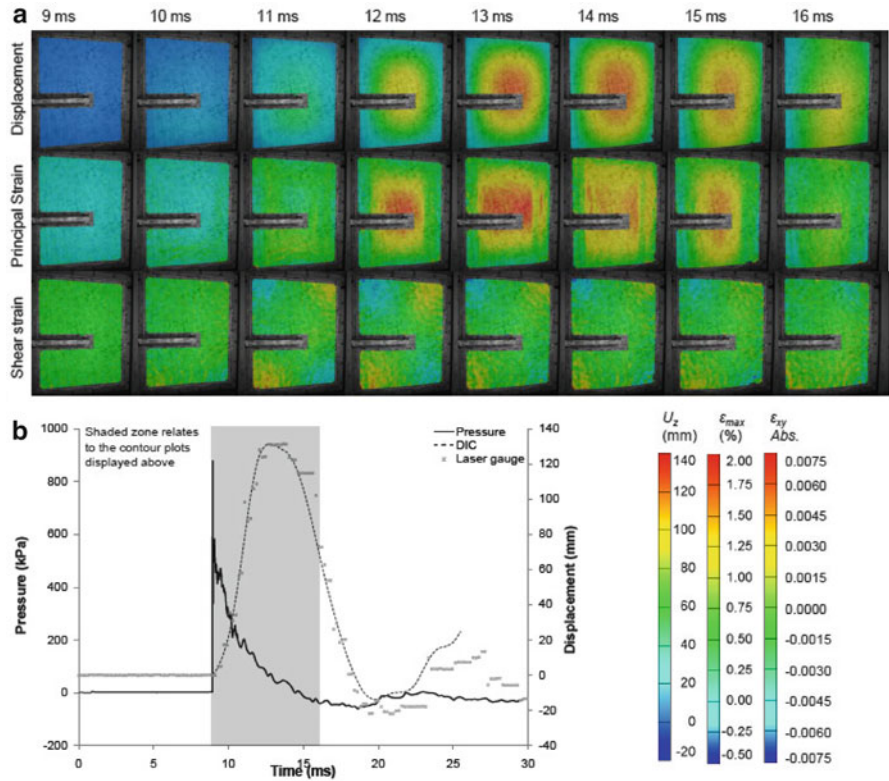 a 9 ms 10 ms 11 ms 12 ms 13 ms 14 ms 15 ms 16 ms
Displacement
Principal Strain
Shear strain
b
Shaded zone relates
to the contour plots
displayed above
Pressure
DIC
Laser gauge
Pressure (kPa)
1000
800
600
400
200
0
-200
0 5 10 15 20 25 30
Time (ms)
140
120
100
80
60
40
20
0
-20
-40
Displacement (mm)
Uz εmax εxy
(mm) (%) Abs.
140 2.00 0.0075
1.75 0.0060
100 1.50 0.0045
80 1.25 0.0030
1.00
60 0.75 0.0000
40 0.50 -0.0015
20 0.25 -0.0030
0.00 -0.0045
0 -0.25 -0.0060
-20 -0.50 -0.0075